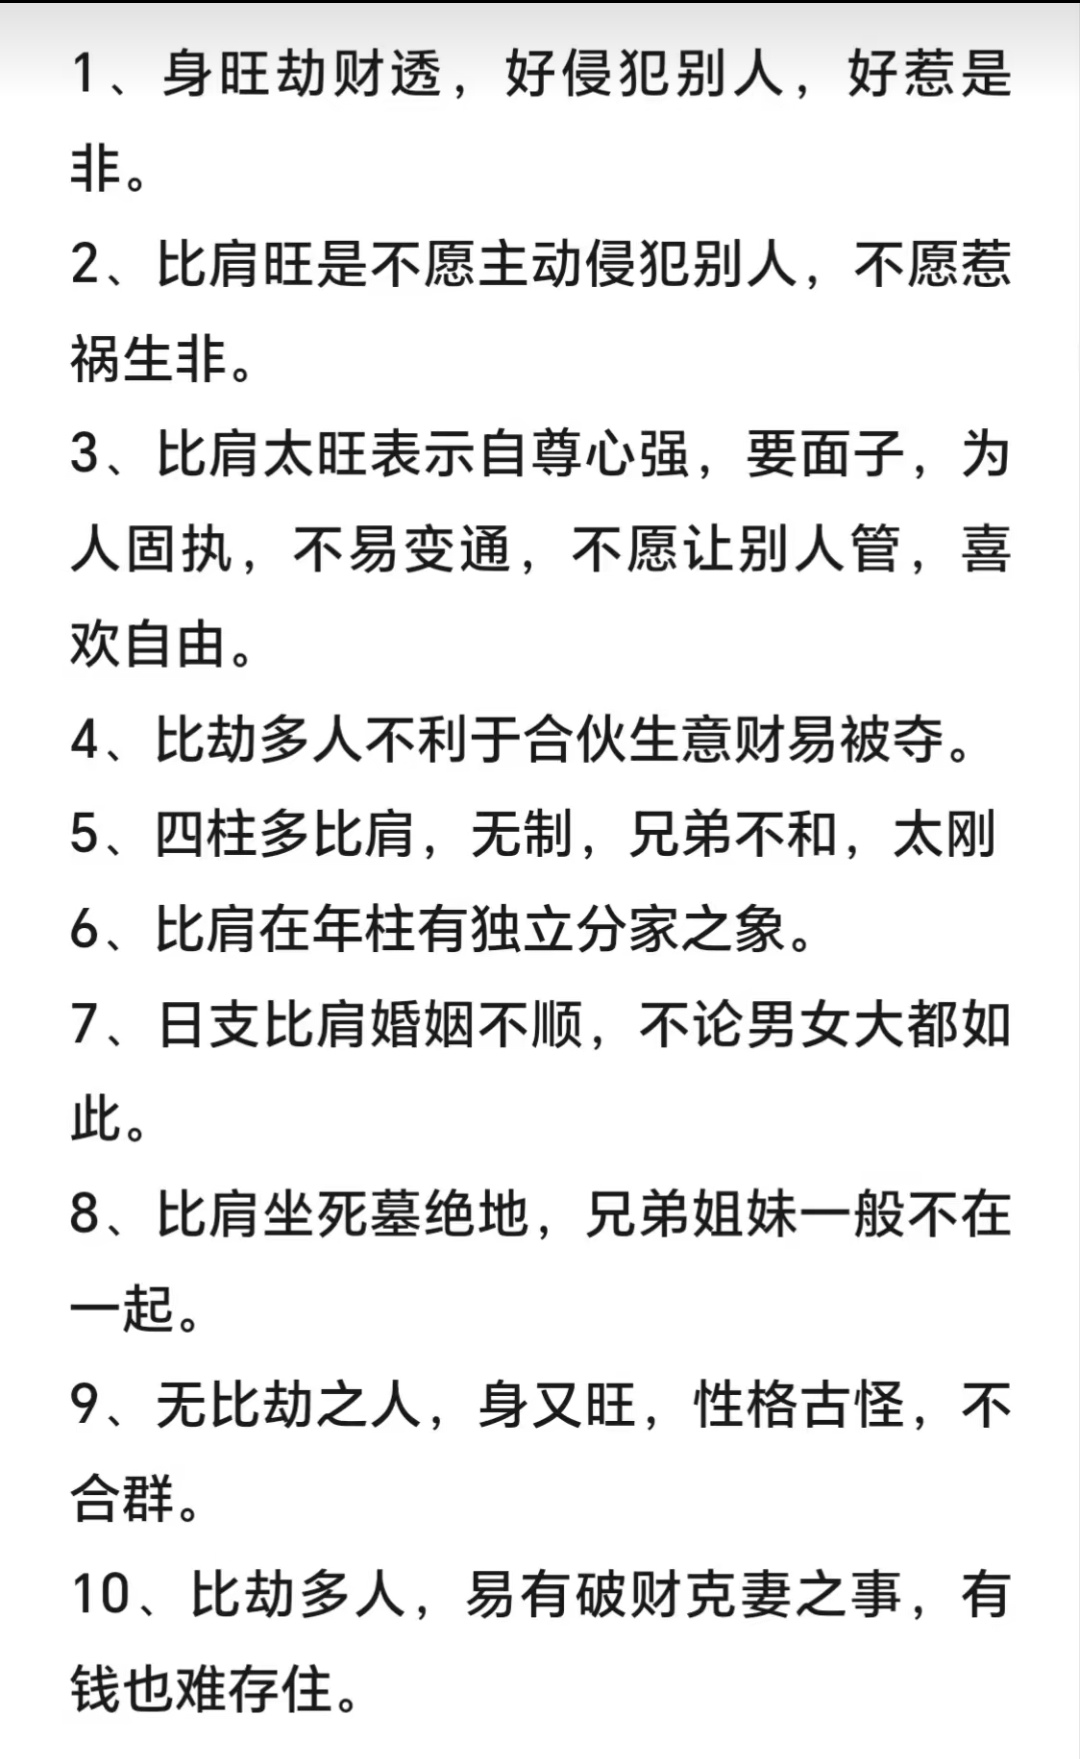 1、身旺劫财透，好侵犯别人，好惹是
非。
2、比肩旺是不愿主动侵犯别人，不愿惹
祸生非。
3、比肩太旺表示自尊心强，要面子，为
人固执，不易变通，不愿让别人管，喜
欢自由。
4、比劫多人不利于合伙生意财易被夺。
5、四柱多比肩，无制，兄弟不和，太刚
6、比肩在年柱有独立分家之象。
7、日支比肩婚姻不顺，不论男女大都如
此。
8、比肩坐死墓绝地，兄弟姐妹一般不在
一起。
9、无比劫之人，身又旺，性格古怪，不
合群。
10、比劫多人，易有破财克妻之事，有
钱也难存住。